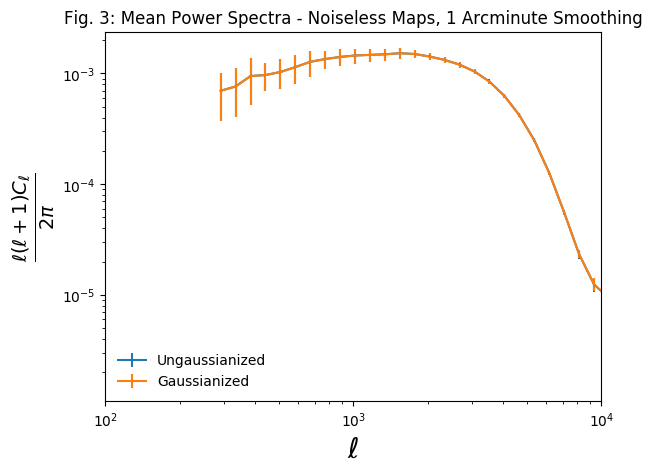 Fig. 3: Mean Power Spectra - Noiseless Maps, 1 Arcminute Smoothing
10⁻³
10⁻⁴
10⁻⁵
ℓ(ℓ + 1)Cℓ
2π
Ungaussianized
Gaussianized
10²
10³
10⁴
ℓ